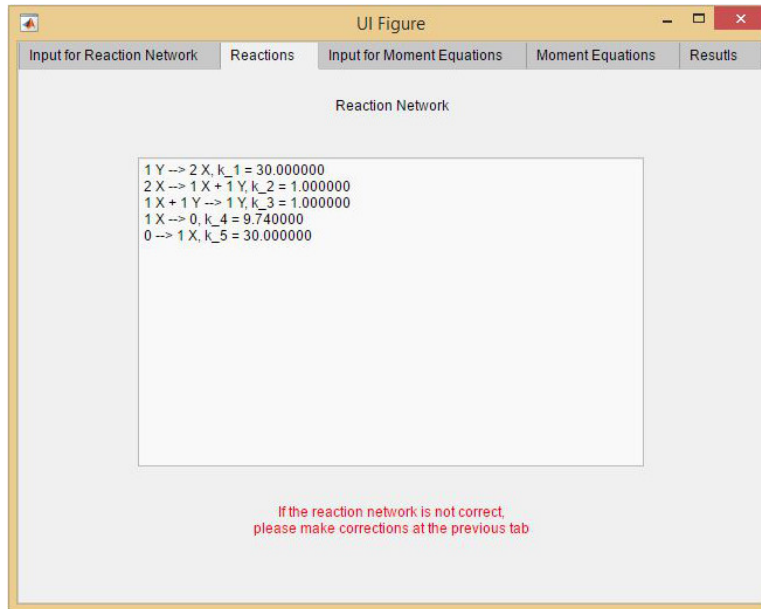 UI Figure
Input for Reaction Network Reactions Input for Moment Equations Moment Equations Resutls
Reaction Network
1 Y --> 2 X, k_1 = 30.000000
2 X --> 1 X + 1 Y, k_2 = 1.000000
1 X + 1 Y --> 1 Y, k_3 = 1.000000
1 X --> 0, k_4 = 9.740000
0 --> 1 X, k_5 = 30.000000
If the reaction network is not correct,
please make corrections at the previous tab